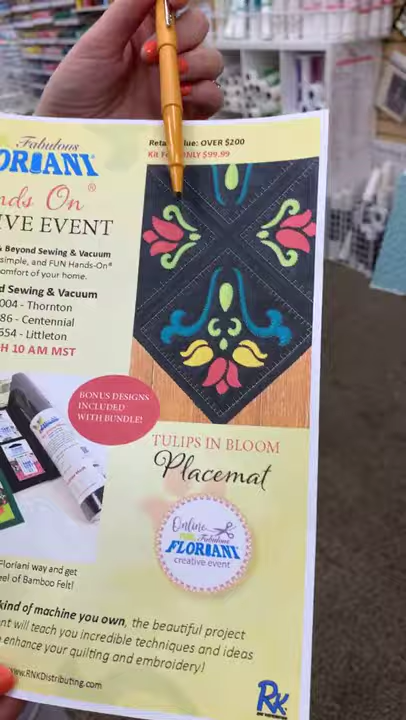 Fabulous
Retail Value: OVER $200
Kit For ONLY $99.99
ORIANI
nds On®
IVE EVENT
& Beyond Sewing & Vacuum
simple, and FUN Hands-On®
omfort of your home.
d Sewing & Vacuum
004 - Thornton
86 - Centennial
554 - Littleton
H 10 AM MST
BONUS DESIGNS
INCLUDED
WITH BUNDLE!
TULIPS IN BLOOM
Placemat
Online
Fabulous
FLORIANI
creative event
Floriani way and get
eel of Bamboo Felt!
kind of machine you own, the beautiful project
nt will teach you incredible techniques and ideas
enhance your quilting and embroidery!
www.RNKDistributing.com
RK